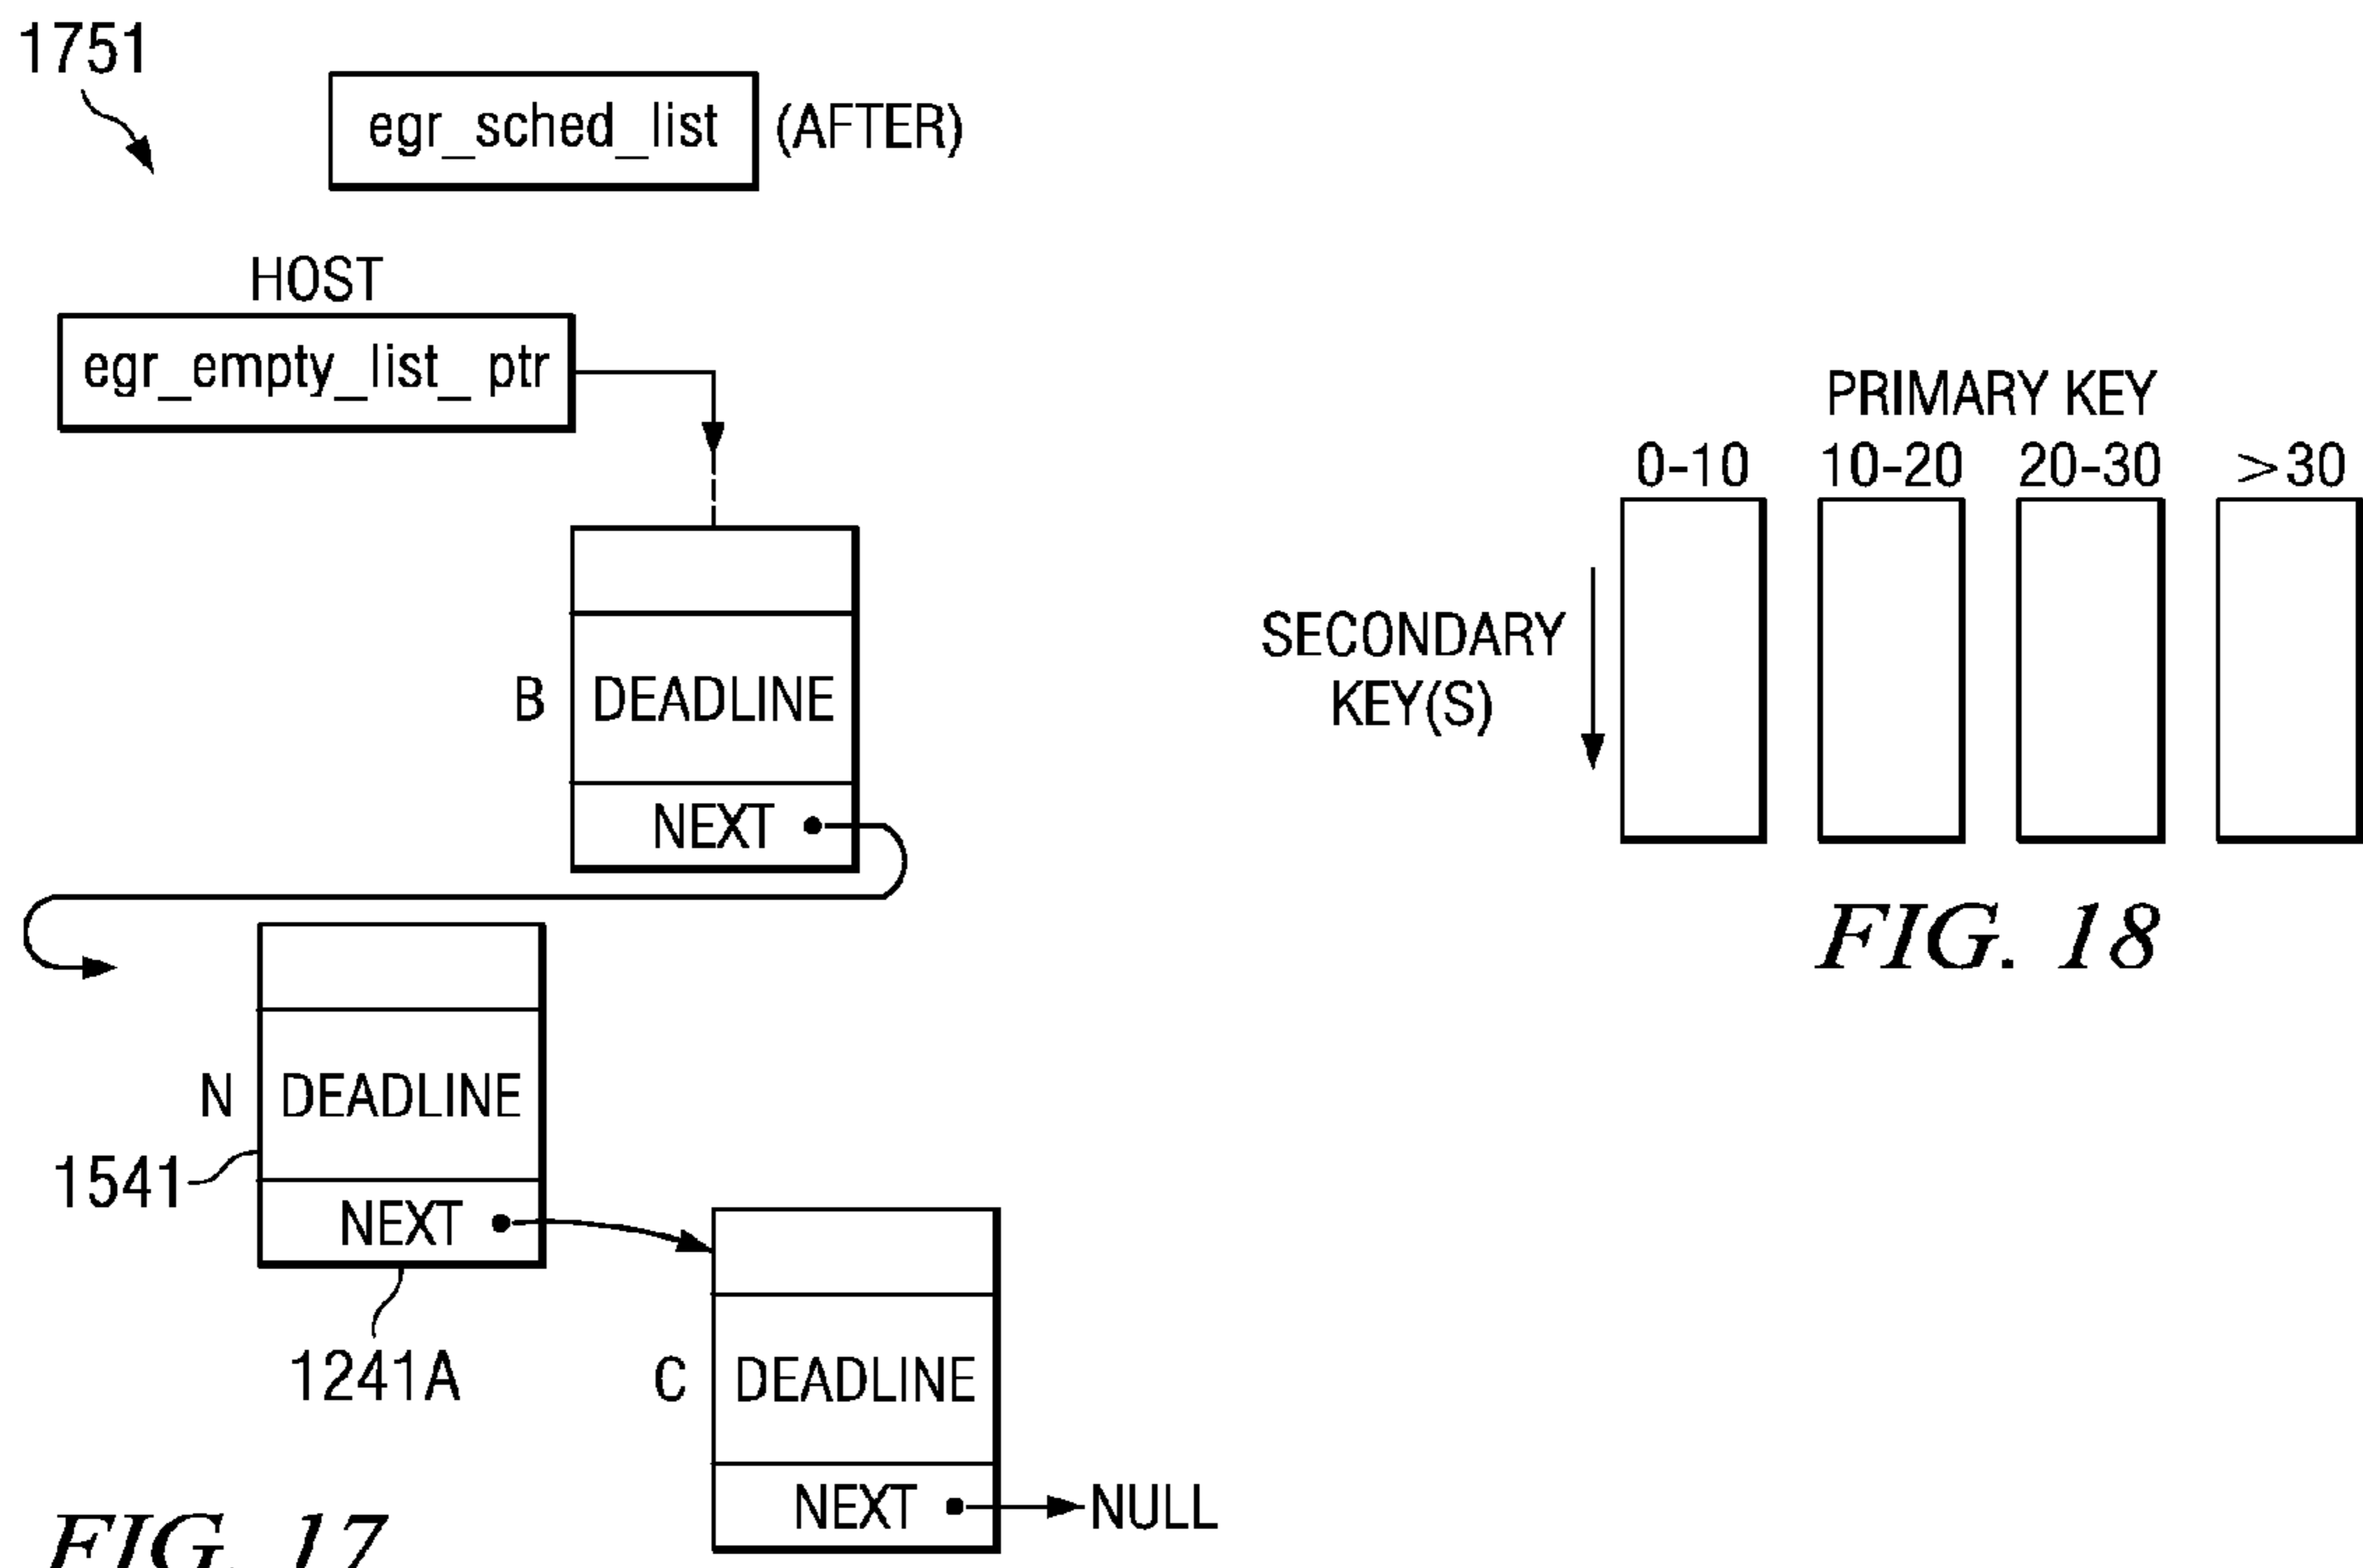 1751
egr_sched_list (AFTER)
HOST
egr_empty_list_ ptr
B DEADLINE
NEXT
N DEADLINE
1541
NEXT
1241A
C DEADLINE
NEXT NULL
FIG. 17
PRIMARY KEY
0-10 10-20 20-30 >30
SECONDARY
KEY(S)
FIG. 18